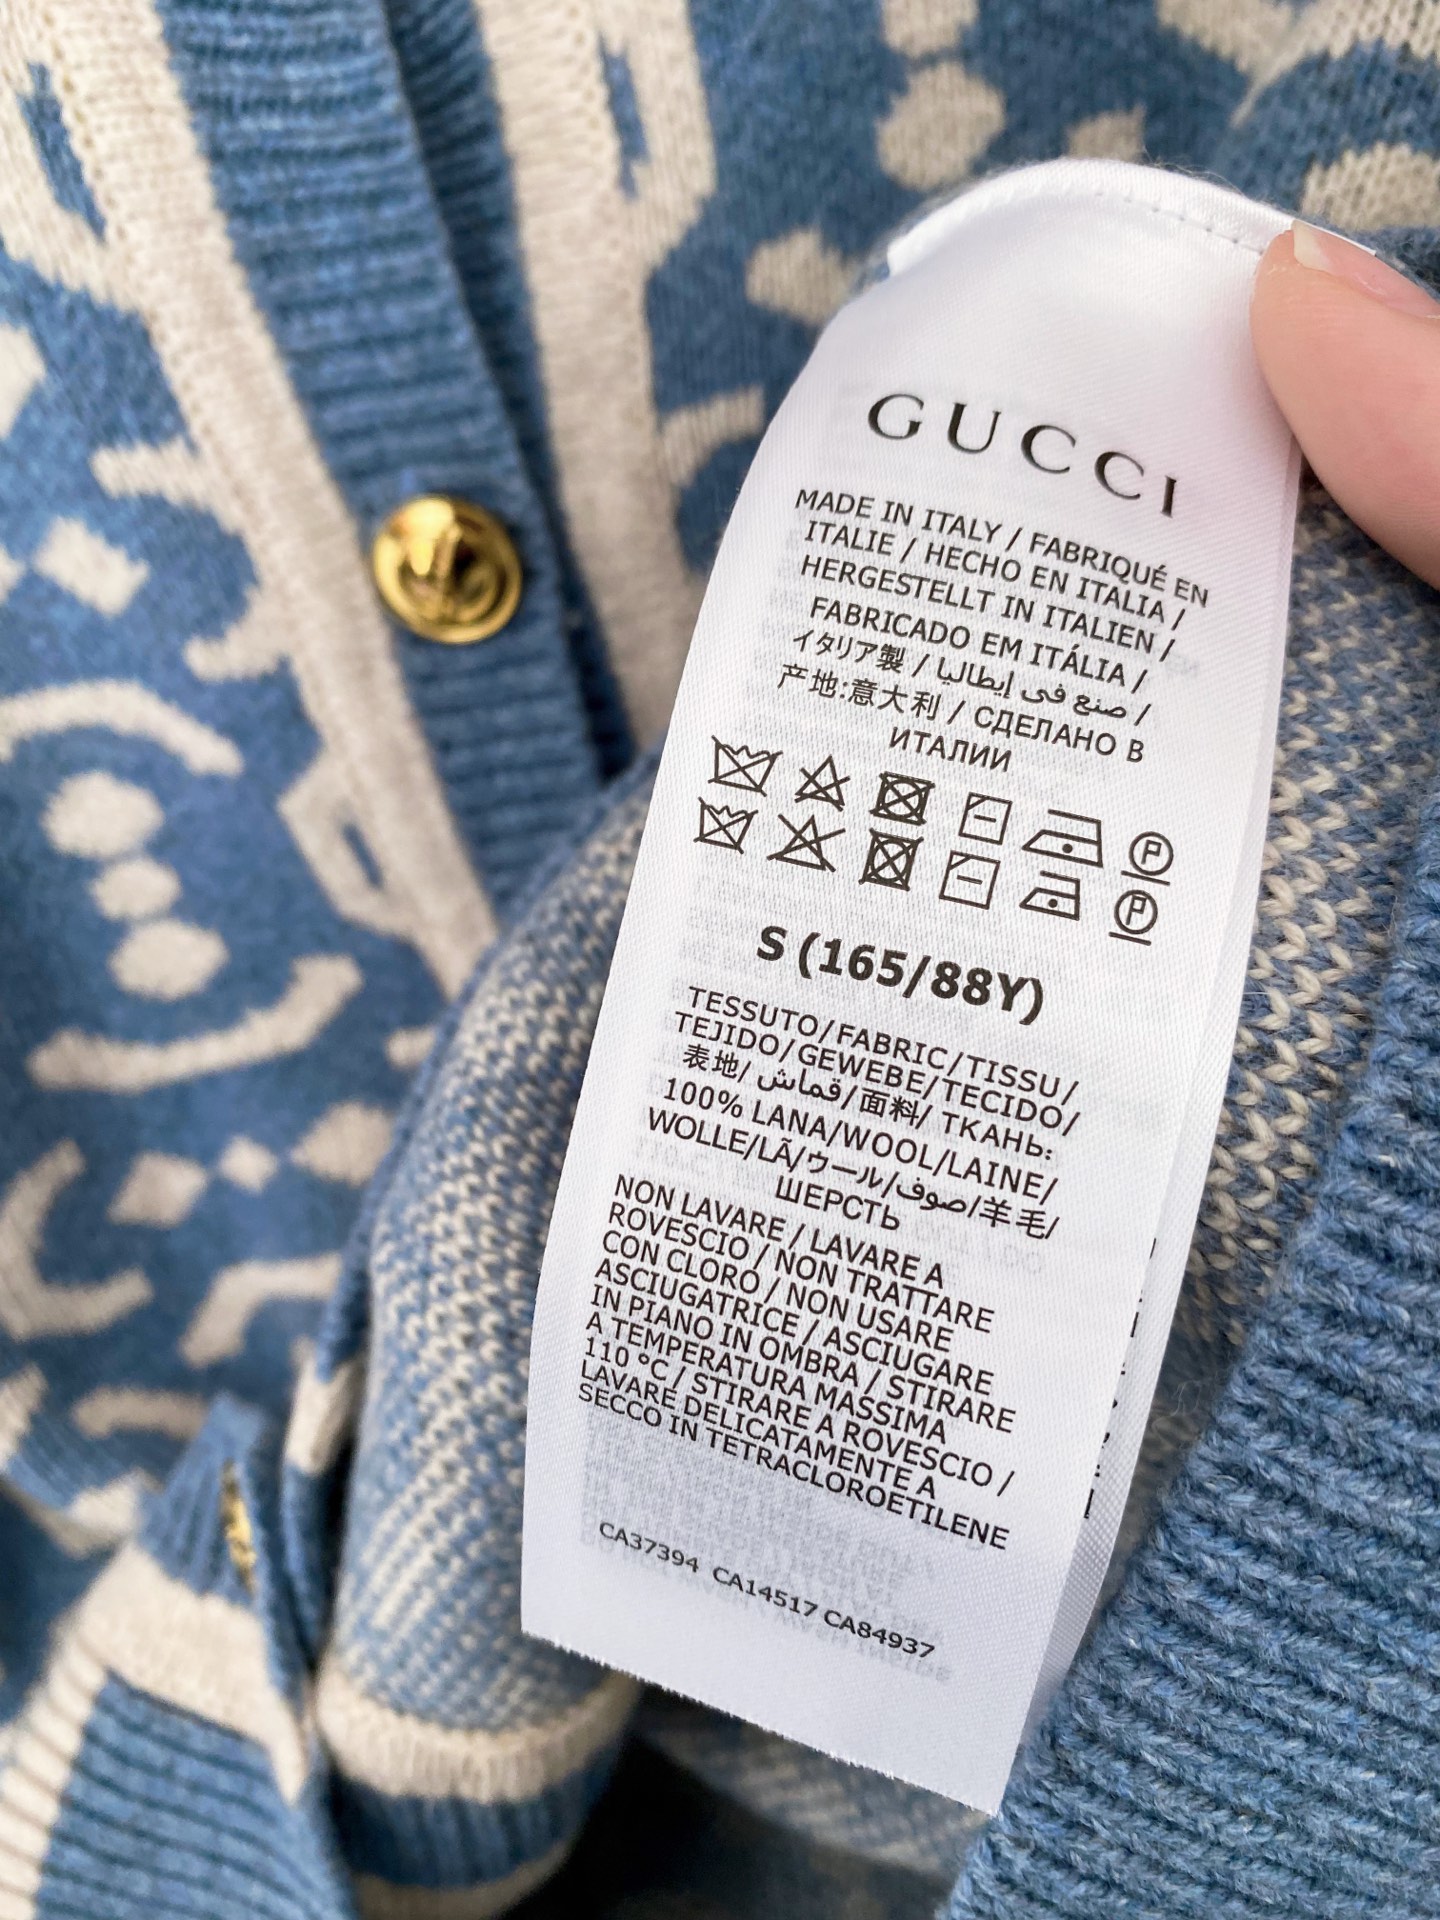 GUCCI
MADE IN ITALY / FABRIQUÉ EN
ITALIE / HECHO EN ITALIA /
HERGESTELLT IN ITALIEN /
FABRICADO EM ITÁLIA /
イタリア製 / صنع في إيطاليا /
产地:意大利 / СДЕЛАНО В
ИТАЛИИ
P
P
S (165/88Y)
TESSUTO/FABRIC/TISSU/
TEJIDO/GEWEBE/TECIDO/
表地/ قماش/面料/ ТКАНЬ:
100% LANA/WOOL/LAINE/
WOLLE/LÃ/ウール/صوف/羊毛/
ШЕРСТЬ
NON LAVARE / LAVARE A
ROVESCIO / NON TRATTARE
CON CLORO / NON USARE
ASCIUGATRICE / ASCIUGARE
IN PIANO IN OMBRA / STIRARE
A TEMPERATURA MASSIMA
110 °C / STIRARE A ROVESCIO /
LAVARE DELICATAMENTE A
SECCO IN TETRACLOROETILENE
CA37394 CA14517 CA84937